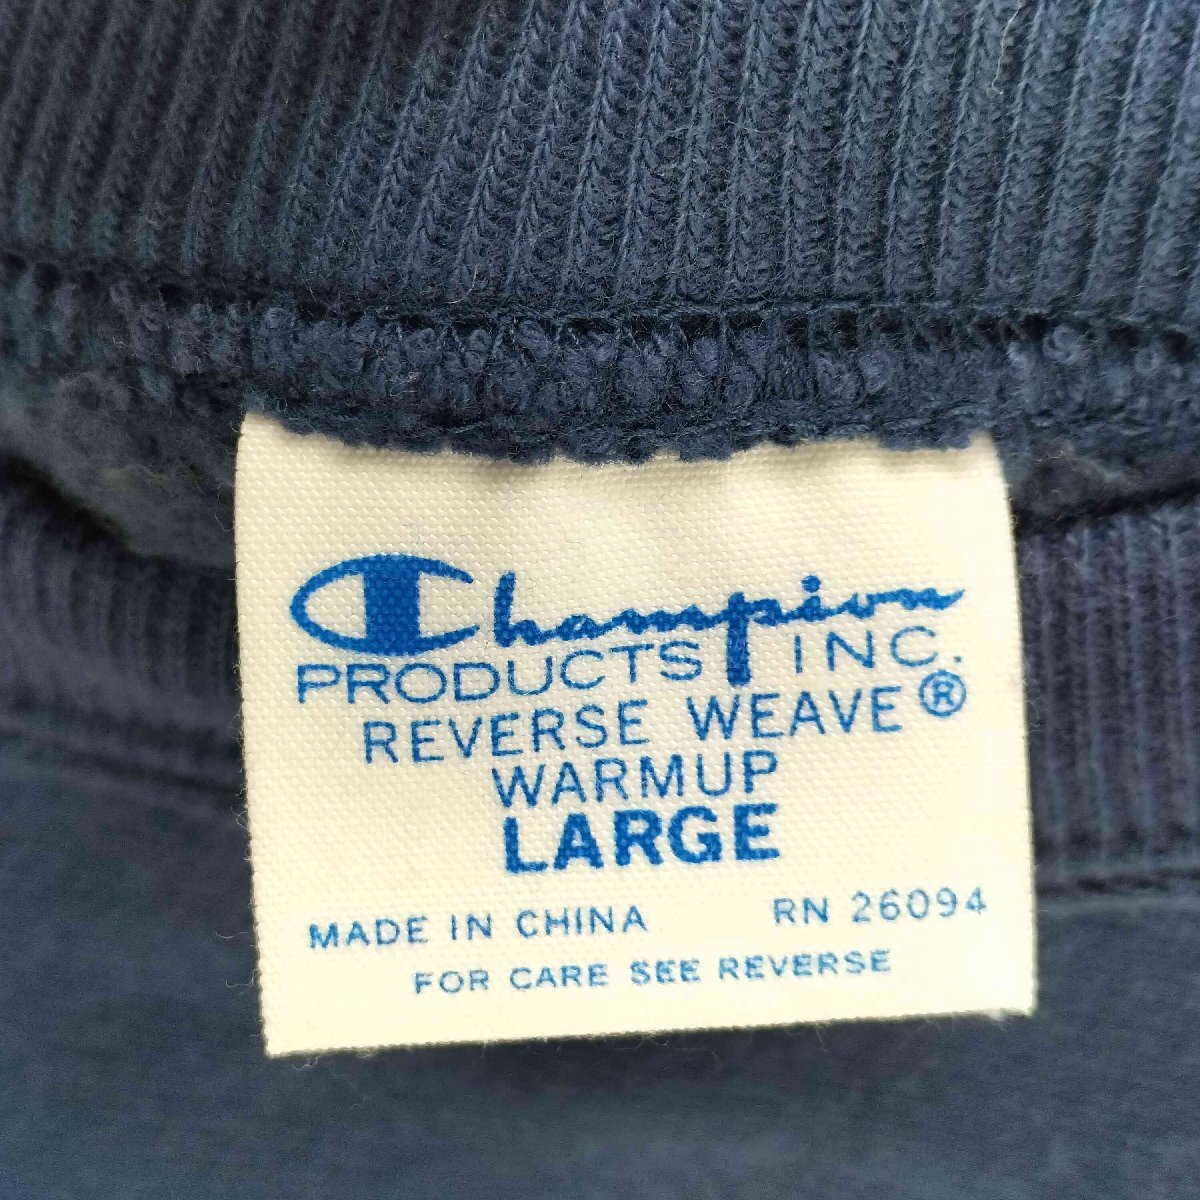 Champion
PRODUCTS INC.
REVERSE WEAVE®
WARMUP
LARGE
MADE IN CHINA RN 26094
FOR CARE SEE REVERSE